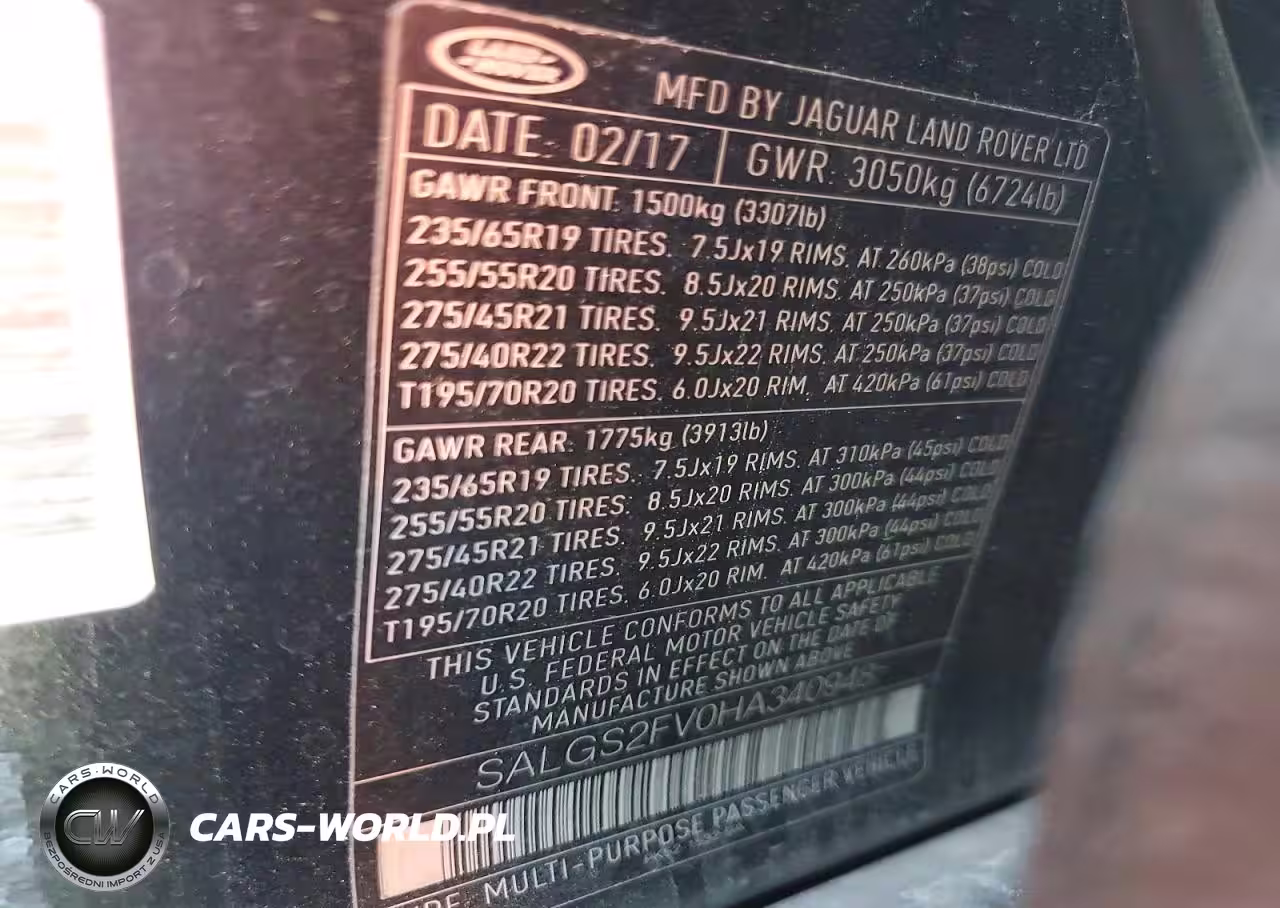 LAND ROVER
MFD BY JAGUAR LAND ROVER LTD
DATE: 02/17 GWR: 3050kg (6724lb)
GAWR FRONT: 1500kg (3307lb)
235/65R19 TIRES. 7.5Jx19 RIMS. AT 260kPa (38psi) COLD
255/55R20 TIRES. 8.5Jx20 RIMS. AT 250kPa (37psi) COLD
275/45R21 TIRES. 9.5Jx21 RIMS. AT 250kPa (37psi) COLD
275/40R22 TIRES. 9.5Jx22 RIMS. AT 250kPa (37psi) COLD
T195/70R20 TIRES. 6.0Jx20 RIM. AT 420kPa (61psi) COLD
GAWR REAR: 1775kg (3913lb)
235/65R19 TIRES. 7.5Jx19 RIMS. AT 310kPa (45psi) COLD
255/55R20 TIRES: 8.5Jx20 RIMS. AT 300kPa (44psi) COLD
275/45R21 TIRES. 9.5Jx21 RIMS. AT 300kPa (44psi) COLD
275/40R22 TIRES. 9.5Jx22 RIMS. AT 300kPa (44psi) COLD
T195/70R20 TIRES. 6.0Jx20 RIM. AT 420kPa (61psi) COLD
THIS VEHICLE CONFORMS TO ALL APPLICABLE
U.S. FEDERAL MOTOR VEHICLE SAFETY
STANDARDS IN EFFECT ON THE DATE OF
MANUFACTURE SHOWN ABOVE
SALGS2FV0HA340948
MULTI-PURPOSE PASSENGER VEHICLE
CARS-WORLD
CW
BEZPOŚREDNI IMPORT Z USA
CARS-WORLD.PL